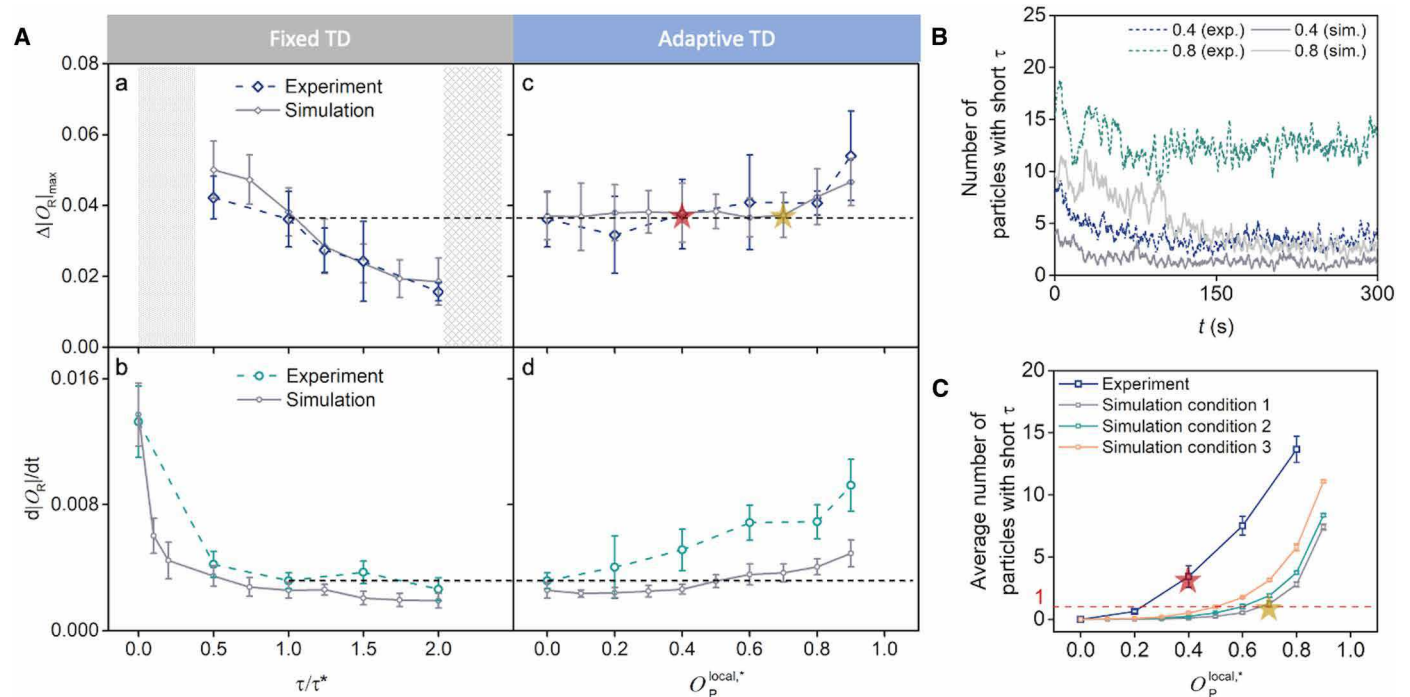 A
Fixed TD
Adaptive TD
a
Experiment
Simulation
c
0.08
0.06
0.04
0.02
0.00
Δ|O_R|_max
b
Experiment
Simulation
d
0.016
0.008
0.000
d|O_R|/dt
0.0 0.5 1.0 1.5 2.0
τ/τ*
0.0 0.2 0.4 0.6 0.8 1.0
O_P^local,*
B
25
20
15
10
5
0
Number of
particles with short τ
0.4 (exp.) 0.4 (sim.)
0.8 (exp.) 0.8 (sim.)
0 150 300
t (s)
C
20
15
10
5
1
0
Average number of
particles with short τ
Experiment
Simulation condition 1
Simulation condition 2
Simulation condition 3
0.0 0.2 0.4 0.6 0.8 1.0
O_P^local,*